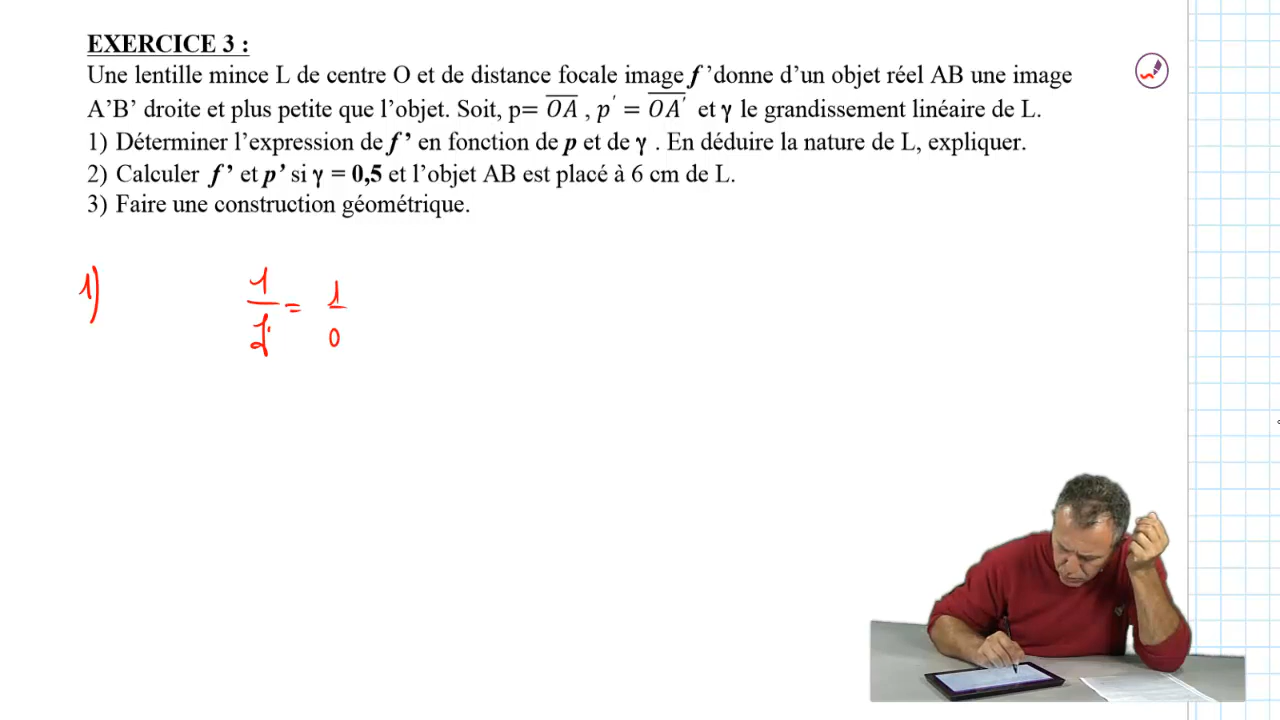 EXERCICE 3 :
Une lentille mince L de centre O et de distance focale image f ’donne d’un objet réel AB une image
A’B’ droite et plus petite que l’objet. Soit, p= \overline{OA} , p′ = \overline{OA′} et γ le grandissement linéaire de L.
1) Déterminer l’expression de f ’ en fonction de p et de γ . En déduire la nature de L, expliquer.
2) Calculer f ’ et p’ si γ = 0,5 et l’objet AB est placé à 6 cm de L.
3) Faire une construction géométrique.
1) 1/f' = 1/0